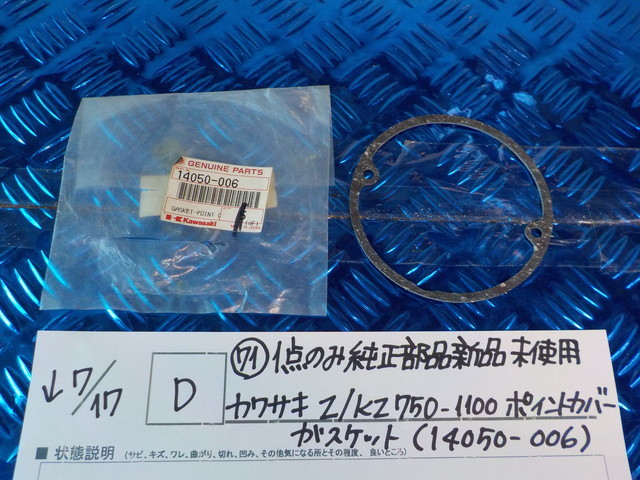 GENUINE PARTS
14050-006
GASKET-POINT C
Kawasaki
↓7/17
D
㉛ 1点のみ純正部品新品 未使用
カワサキ Z/KZ750-1100 ポイントカバー
ガスケット(14050-006)
■ 状態説明 (サビ、キズ、ワレ、曲がり、切れ、凹み、その他気になる所とその程度、良いところ)